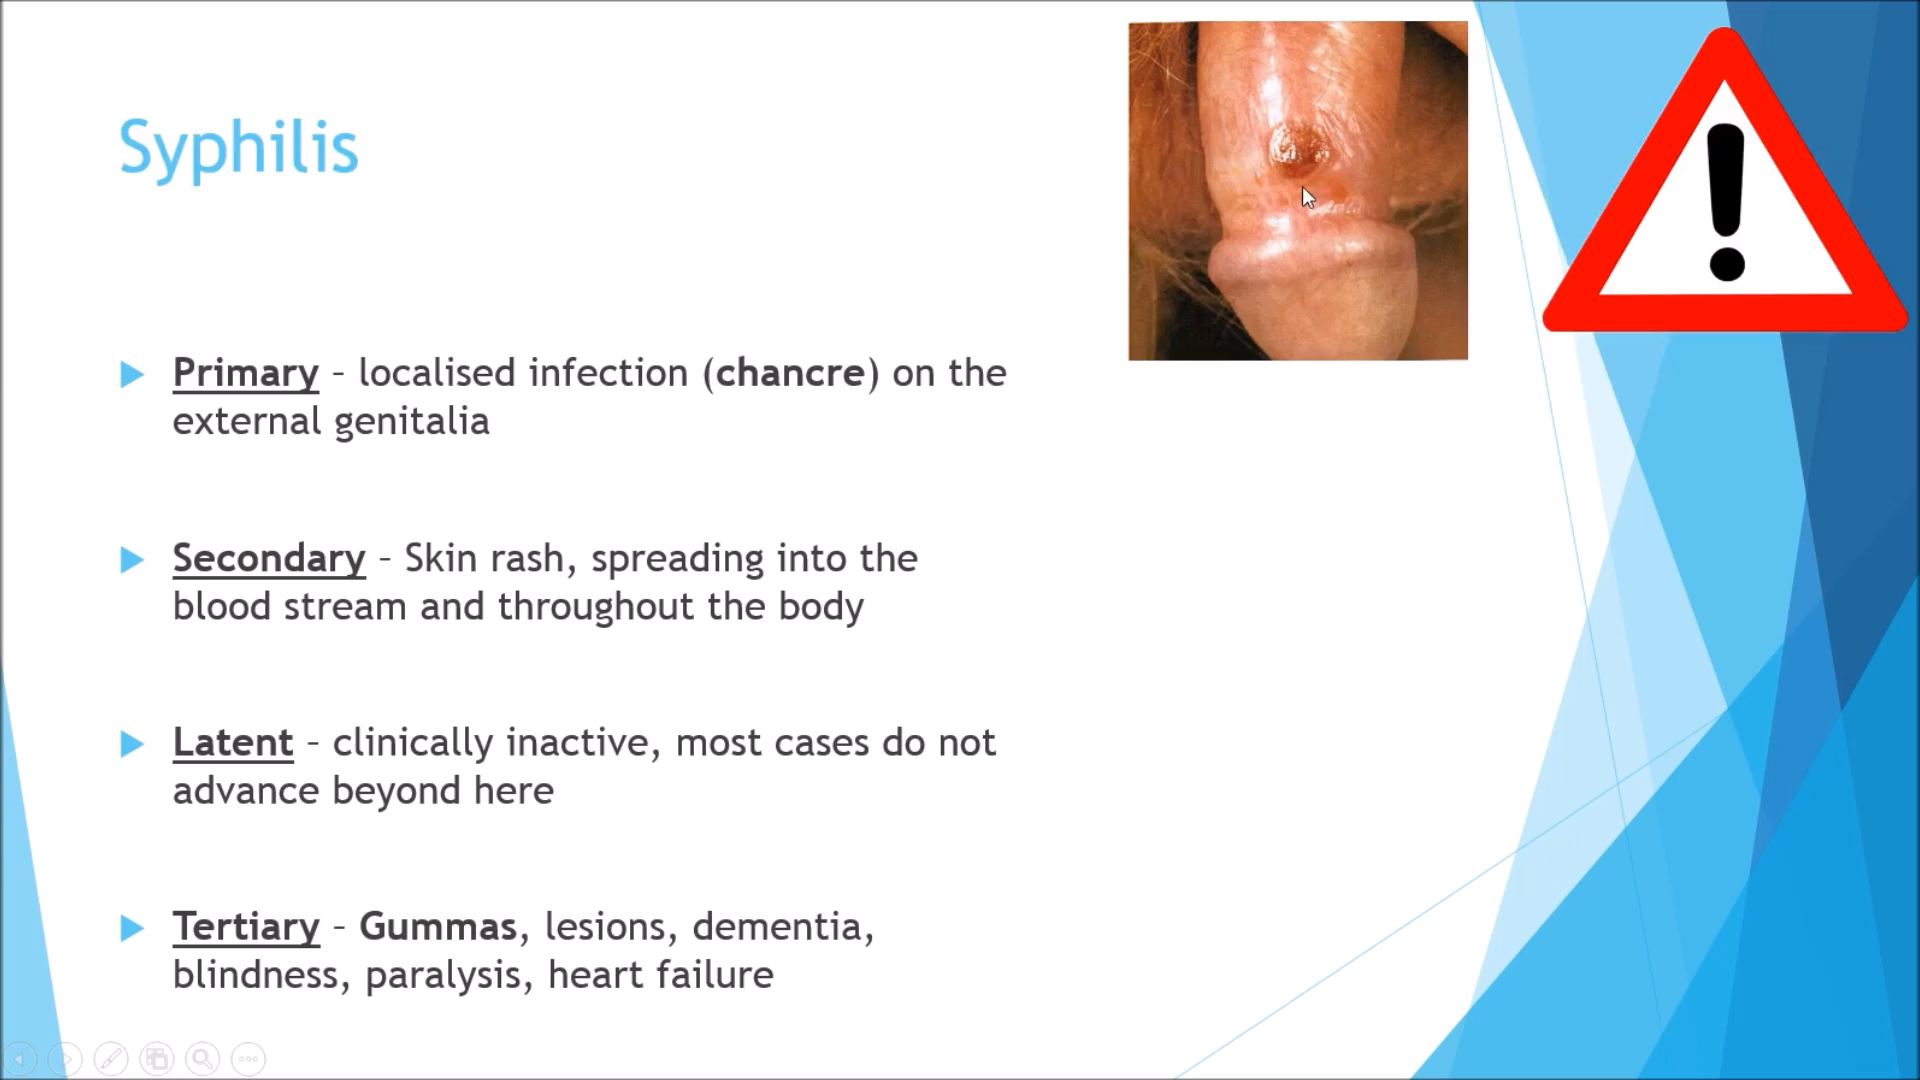 Syphilis
Primary – localised infection (chancre) on the
external genitalia
Secondary – Skin rash, spreading into the
blood stream and throughout the body
Latent – clinically inactive, most cases do not
advance beyond here
Tertiary – Gummas, lesions, dementia,
blindness, paralysis, heart failure